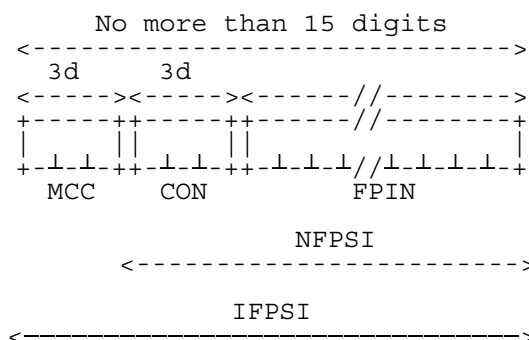 No more than 15 digits
3d 3d
MCC CON FPIN
NFPSI
IFPSI